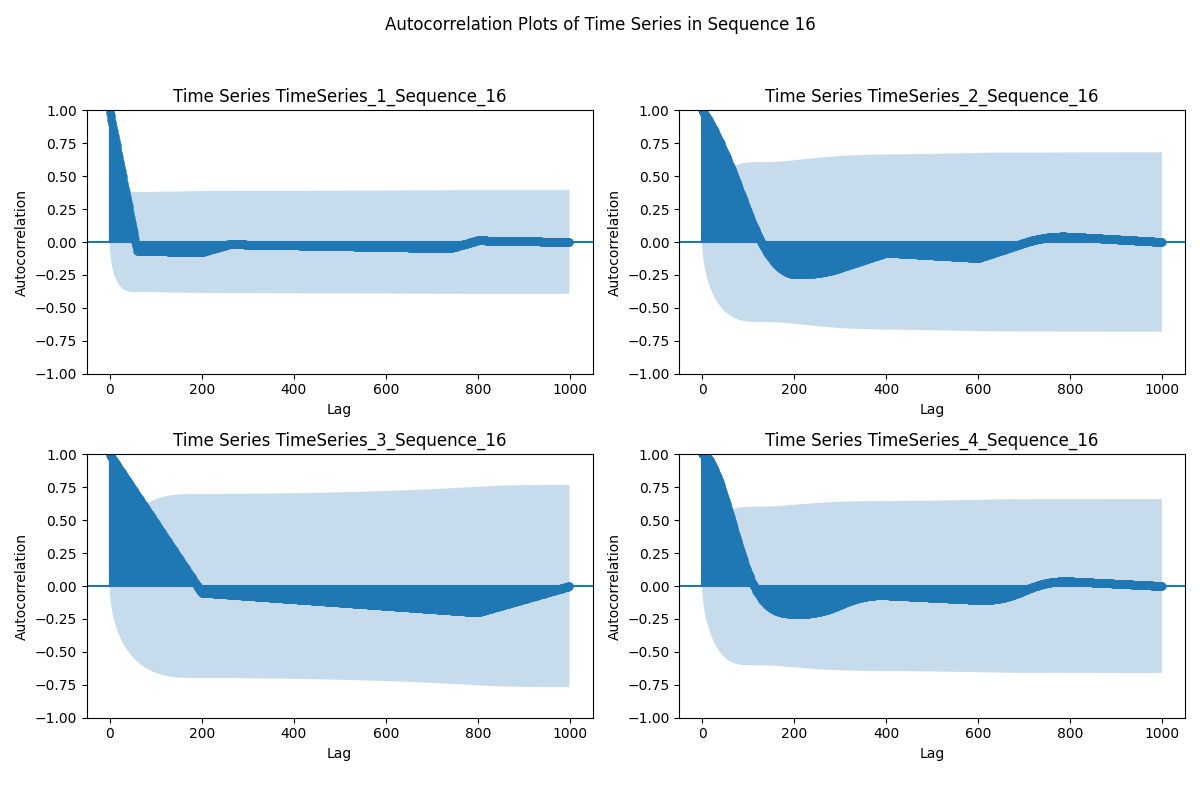 Autocorrelation Plots of Time Series in Sequence 16
Time Series TimeSeries_1_Sequence_16
Autocorrelation
1.00
0.75
0.50
0.25
0.00
−0.25
−0.50
−0.75
−1.00
0 200 400 600 800 1000
Lag
Time Series TimeSeries_2_Sequence_16
Autocorrelation
1.00
0.75
0.50
0.25
0.00
−0.25
−0.50
−0.75
−1.00
0 200 400 600 800 1000
Lag
Time Series TimeSeries_3_Sequence_16
Autocorrelation
1.00
0.75
0.50
0.25
0.00
−0.25
−0.50
−0.75
−1.00
0 200 400 600 800 1000
Lag
Time Series TimeSeries_4_Sequence_16
Autocorrelation
1.00
0.75
0.50
0.25
0.00
−0.25
−0.50
−0.75
−1.00
0 200 400 600 800 1000
Lag